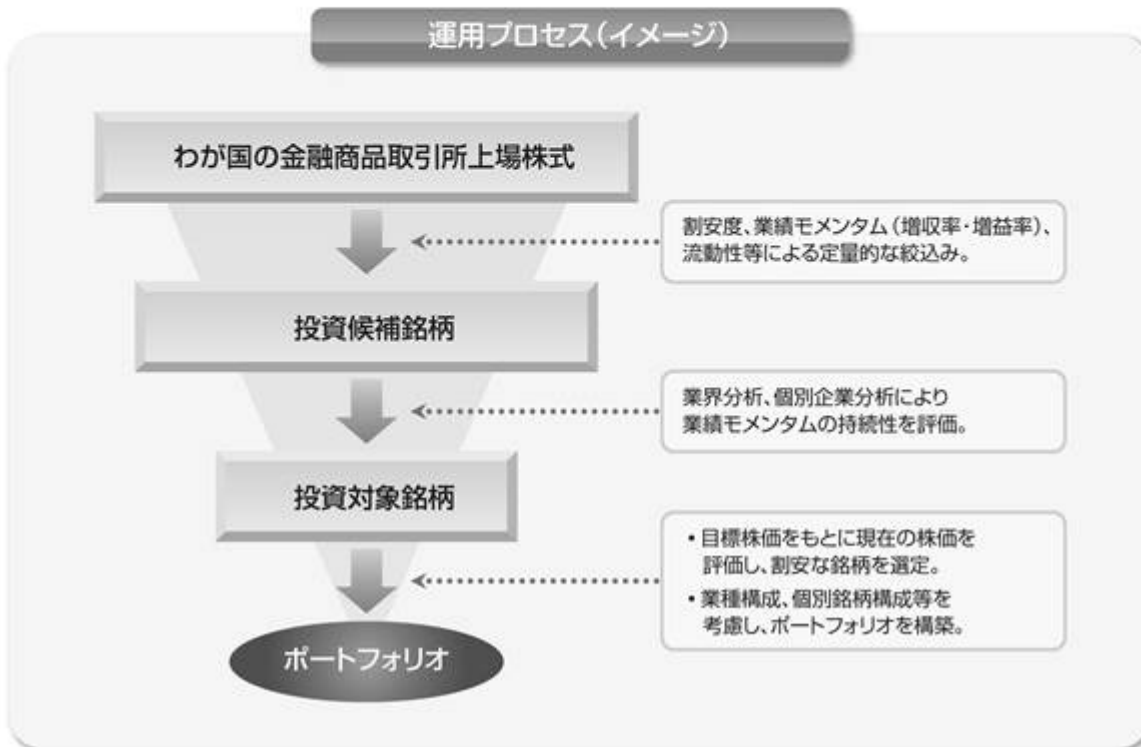 運用プロセス(イメージ)
わが国の金融商品取引所上場株式
割安度、業績モメンタム(増収率・増益率)、
流動性等による定量的な絞込み。
投資候補銘柄
業界分析、個別企業分析により
業績モメンタムの持続性を評価。
投資対象銘柄
・目標株価をもとに現在の株価を
評価し、割安な銘柄を選定。
・業種構成、個別銘柄構成等を
考慮し、ポートフォリオを構築。
ポートフォリオ